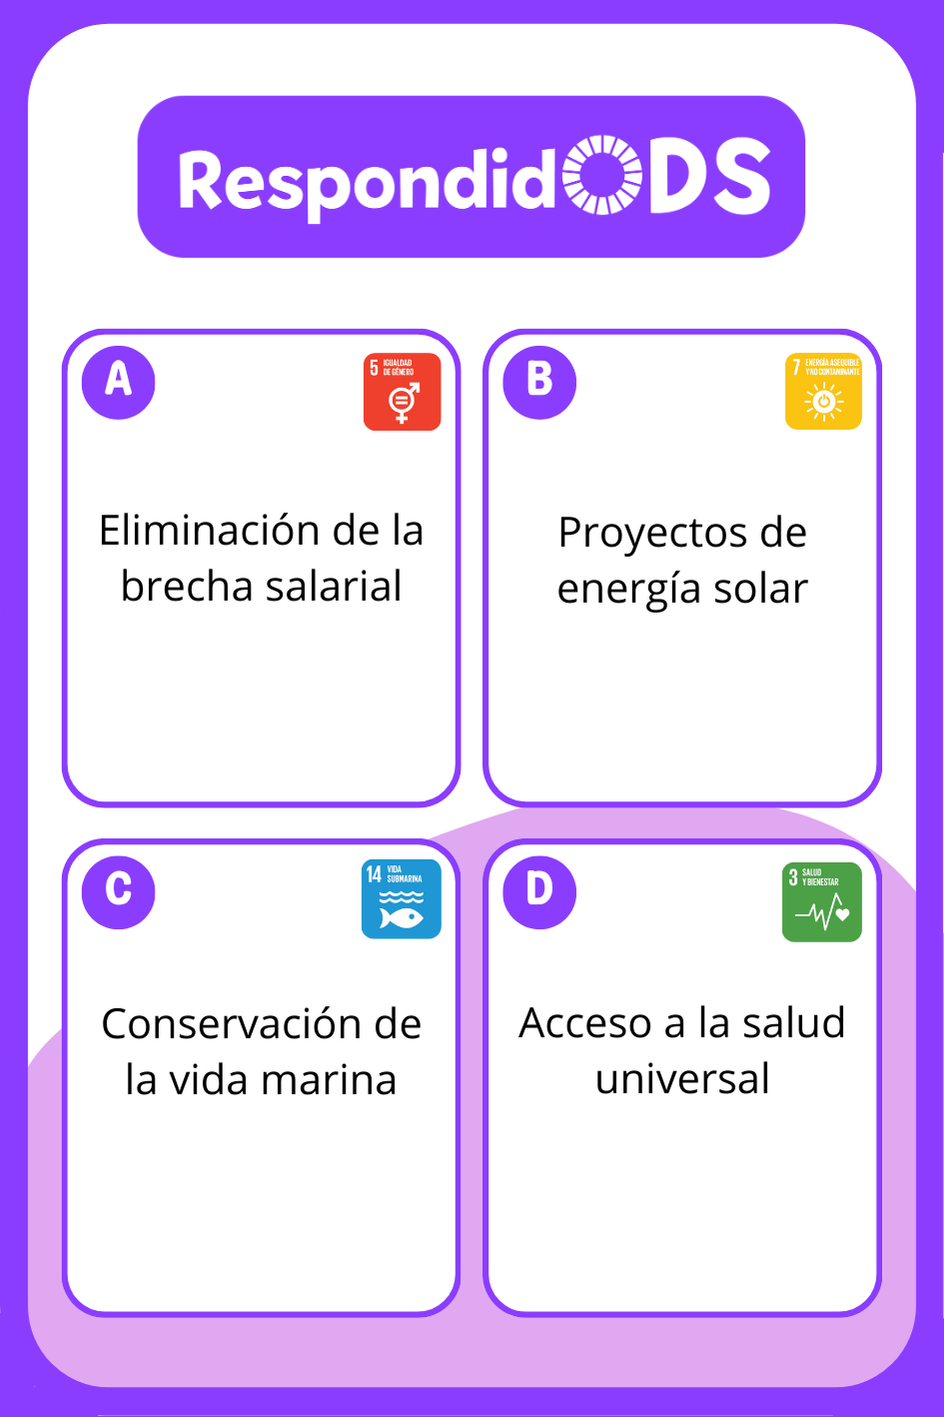 RespondidODS
A
5 IGUALDAD
DE GÉNERO
Eliminación de la
brecha salarial
B
7 ENERGÍA ASEQUIBLE
Y NO CONTAMINANTE
Proyectos de
energía solar
C
14 VIDA
SUBMARINA
Conservación de
la vida marina
D
3 SALUD
Y BIENESTAR
Acceso a la salud
universal